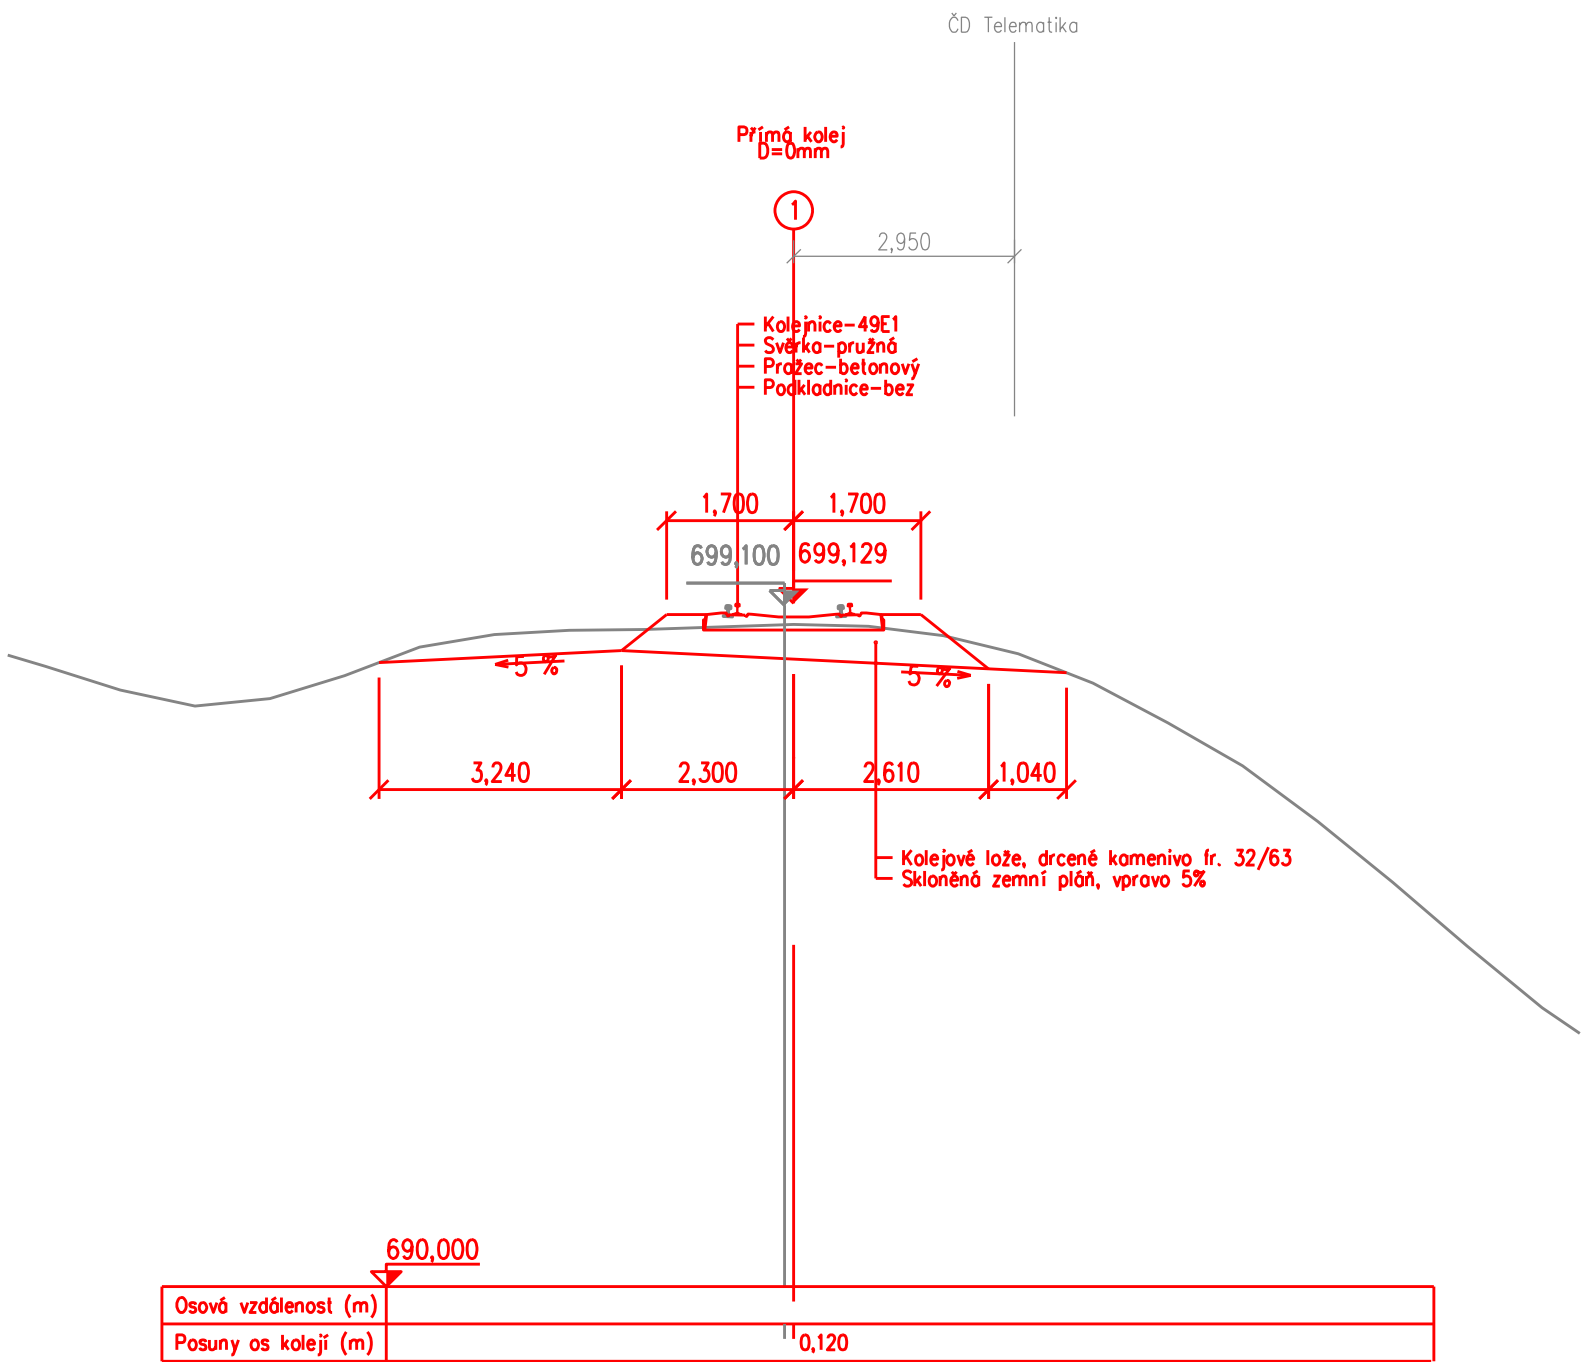 ČD Telematika
Přímá kolej
D=0mm
1
2,950
Kolejnice-49E1
Svěrka-pružná
Pražec-betonový
Podkladnice-bez
1,700
1,700
699,100
699,129
5 %
5 %
3,240
2,300
2,610
1,040
Kolejové lože, drcené kamenivo fr. 32/63
Skloněná zemní pláň, vpravo 5%
690,000
Osová vzdálenost (m)
Posuny os kolejí (m)
0,120